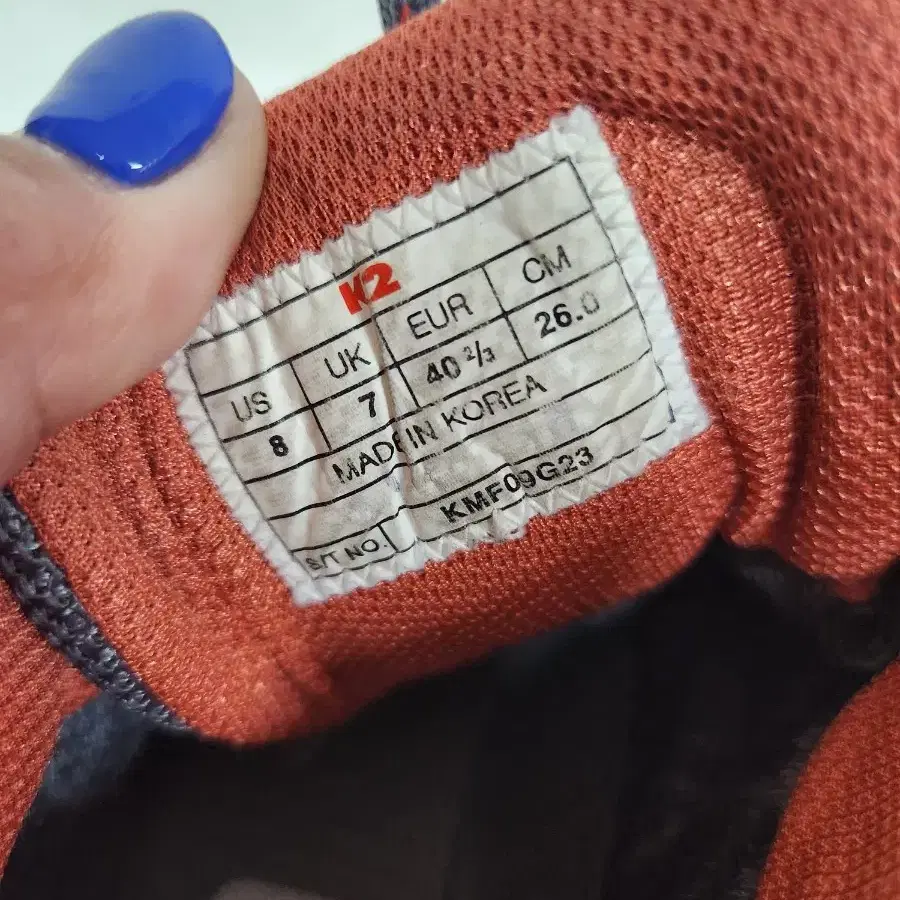 K2
US UK EUR CM
8 7 40 2/3 26.0
MADE IN KOREA
S/T NO. KMF09G23